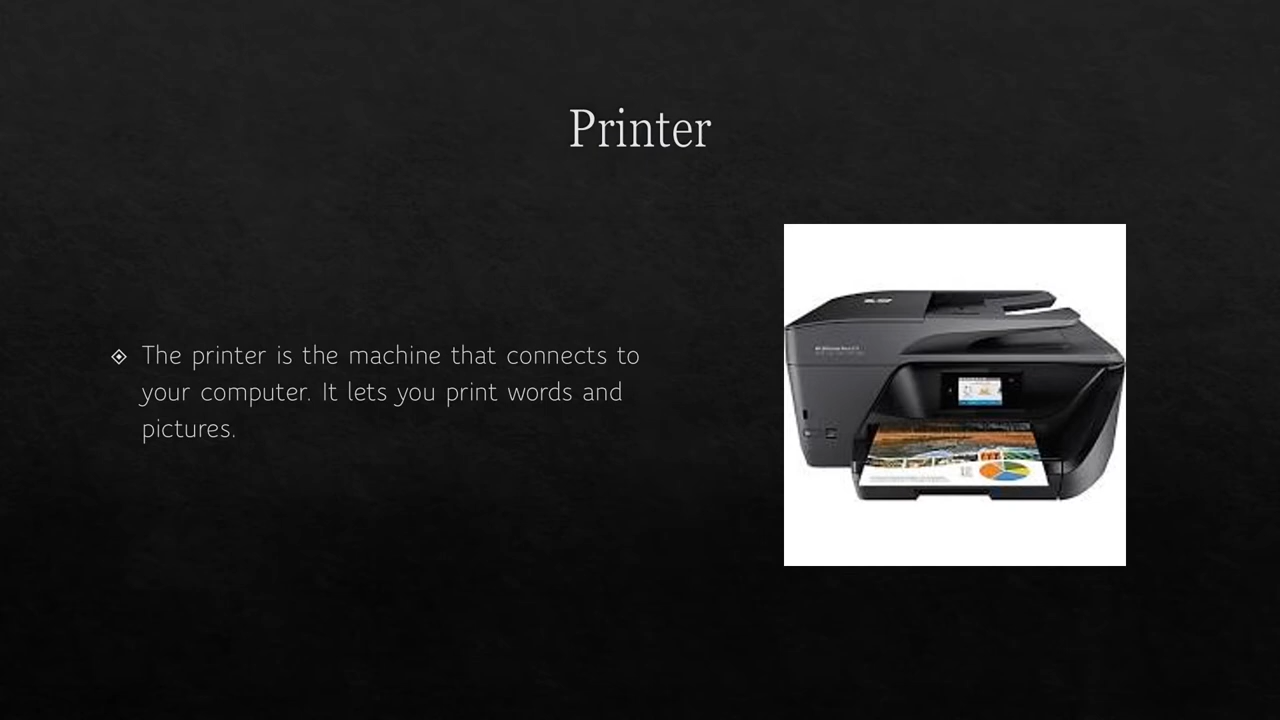 Printer
The printer is the machine that connects to
your computer. It lets you print words and
pictures.